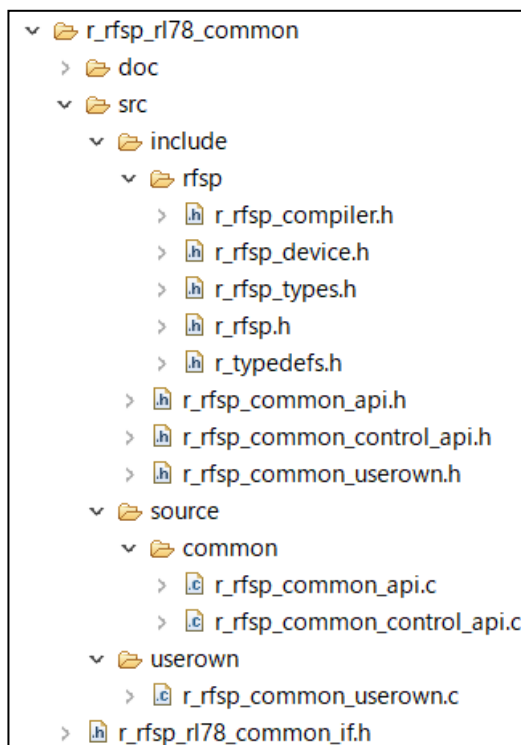 r_rfsp_rl78_common
doc
src
include
rfsp
r_rfsp_compiler.h
r_rfsp_device.h
r_rfsp_types.h
r_rfsp.h
r_typedefs.h
r_rfsp_common_api.h
r_rfsp_common_control_api.h
r_rfsp_common_userown.h
source
common
r_rfsp_common_api.c
r_rfsp_common_control_api.c
userown
r_rfsp_common_userown.c
r_rfsp_rl78_common_if.h